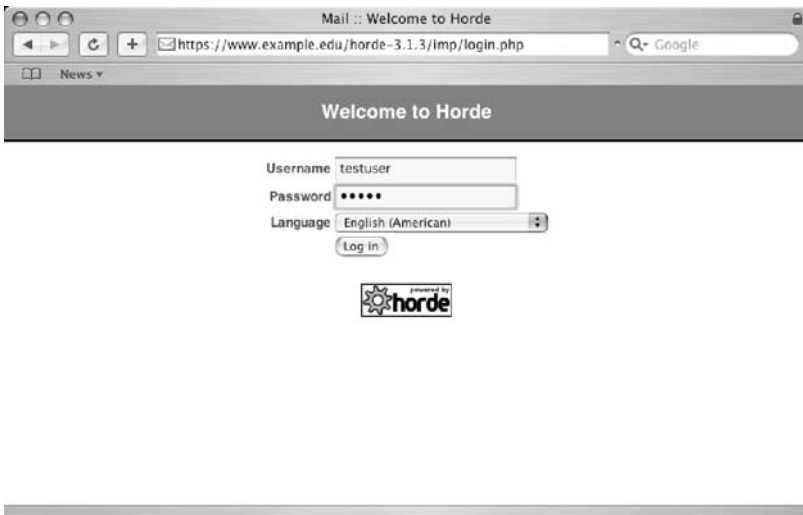 Mail :: Welcome to Horde
https://www.example.edu/horde-3.1.3/imp/login.php
Google
News
Welcome to Horde
Username testuser
Password •••••
Language English (American)
Log in
powered by
horde